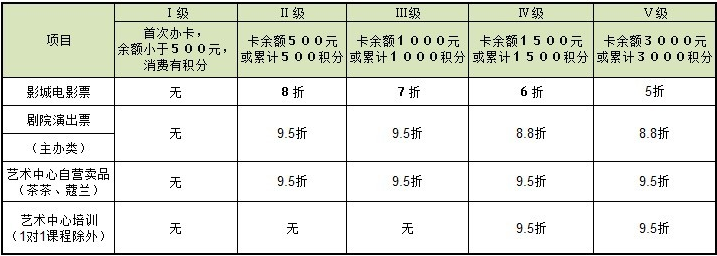 项目 Ⅰ级 Ⅱ级 Ⅲ级 Ⅳ级 Ⅴ级
首次办卡，
余额小于５００元，
消费有积分
卡余额５００元
或累计５００积分
卡余额１０００元
或累计１０００积分
卡余额１５００元
或累计１５００积分
卡余额３０００元
或累计３０００积分
影城电影票 无 8 折 7 折 6 折 5折
剧院演出票
（主办类）
无 9.5折 9.5折 8.8折 8.8折
艺术中心自营卖品
（茶茶、蔻兰）
无 9.5折 9.5折 9.5折 9.5折
艺术中心培训
（1对1课程除外）
无 无 无 9.5折 9.5折